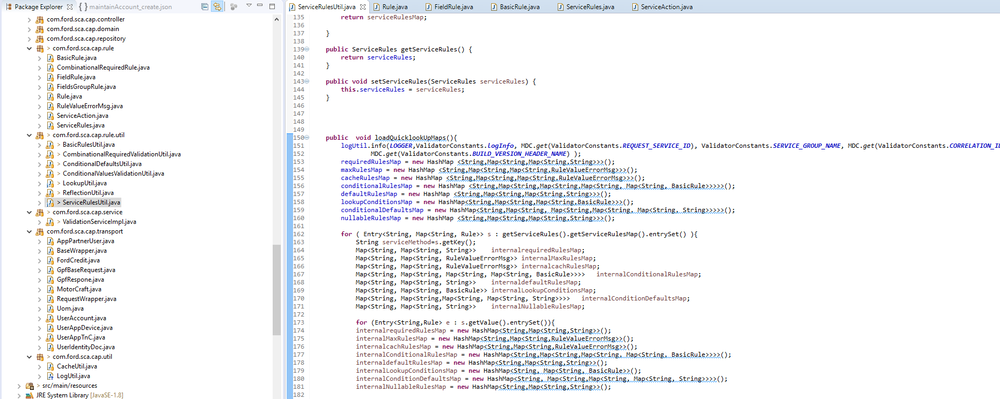 Package Explorer
maintainAccount_create.json
com.ford.sca.cap.controller
com.ford.sca.cap.domain
com.ford.sca.cap.repository
> com.ford.sca.cap.rule
BasicRule.java
CombinationalRequiredRule.java
FieldRule.java
FieldsGroupRule.java
Rule.java
RuleValueErrorMsg.java
ServiceAction.java
ServiceRules.java
> com.ford.sca.cap.rule.util
> BasicRulesUtil.java
> CombinationalRequiredValidationUtil.java
> ConditionalDefaultsUtil.java
> ConditionalValuesValidationUtil.java
> LookupUtil.java
> ReflectionUtil.java
> ServiceRulesUtil.java
> com.ford.sca.cap.service
> ValidationServiceImpl.java
com.ford.sca.cap.transport
AppPartnerUser.java
BaseWrapper.java
FordCredit.java
GpfBaseRequest.java
GpfRespone.java
MotorCraft.java
RequestWrapper.java
Uom.java
UserAccount.java
UserAppDevice.java
UserAppTnC.java
UserIdentityDoc.java
> com.ford.sca.cap.util
CacheUtil.java
LogUtil.java
> src/main/resources
JRE System Library [JavaSE-1.8]
ServiceRulesUtil.java
Rule.java
FieldRule.java
BasicRule.java
ServiceRules.java
ServiceAction.java
135 return serviceRulesMap;
136
137 }
138
139 public ServiceRules getServiceRules() {
140 return serviceRules;
141 }
142
143 public void setServiceRules(ServiceRules serviceRules) {
144 this.serviceRules = serviceRules;
145 }
146
147
148
149
150 public  void loadQuicklookUpMaps(){
151 logUtil.info(LOGGER,ValidatorConstants.logInfo, MDC.get(ValidatorConstants.REQUEST_SERVICE_ID), ValidatorConstants.SERVICE_GROUP_NAME, MDC.get(ValidatorConstants.CORRELATION_ID
152 MDC.get(ValidatorConstants.BUILD_VERSION_HEADER_NAME) );
153 requiredRulesMap = new HashMap <String,Map<String,Map<String,String>>>();
154 maxRulesMap = new HashMap <String,Map<String,Map<String,RuleValueErrorMsg>>>();
155 cacheRulesMap = new HashMap <String,Map<String,Map<String,RuleValueErrorMsg>>>();
156 conditionalRulesMap = new HashMap <String,Map<String,Map<String,Map<String, Map<String, BasicRule>>>>>();
157 defaultRulesMap = new HashMap <String,Map<String,Map<String,String>>>();
158 lookupConditionsMap = new HashMap<String,Map<String,Map<String,BasicRule>>>();
159 conditionalDefaultsMap = new HashMap<String,Map<String, Map<String,Map<String, Map<String, String>>>>>();
160 nullableRulesMap = new HashMap <String,Map<String,Map<String,String>>>();
161
162 for ( Entry<String, Map<String, Rule>> s : getServiceRules().getServiceRulesMap().entrySet() ){
163 String serviceMethod=s.getKey();
164 Map<String, Map<String, String>>    internalrequiredRulesMap;
165 Map<String, Map<String, RuleValueErrorMsg>> internalMaxRulesMap;
166 Map<String, Map<String, RuleValueErrorMsg>> internalcachRulesMap;
167 Map<String, Map<String, Map<String, Map<String, BasicRule>>>>   internalConditionalRulesMap;
168 Map<String, Map<String, String>>    internaldefaultRulesMap;
169 Map<String, Map<String, BasicRule>> internalLookupConditionsMap;
170 Map<String, Map<String,Map<String, Map<String, String>>>>   internalConditionDefaultsMap;
171 Map<String, Map<String, String>>    internalNullableRulesMap;
172
173 for (Entry<String,Rule> e : s.getValue().entrySet()){
174 internalrequiredRulesMap = new HashMap<String,Map<String,String>>();
175 internalMaxRulesMap = new HashMap<String,Map<String,RuleValueErrorMsg>>();
176 internalcachRulesMap = new HashMap<String,Map<String,RuleValueErrorMsg>>();
177 internalConditionalRulesMap = new HashMap<String,Map<String,Map<String, Map<String, BasicRule>>>>();
178 internaldefaultRulesMap = new HashMap<String,Map<String,String>>();
179 internalLookupConditionsMap = new HashMap<String, Map<String, BasicRule>>();
180 internalConditionDefaultsMap = new HashMap<String, Map<String,Map<String, Map<String, String>>>>();
181 internalNullableRulesMap = new HashMap<String,Map<String,String>>();
182